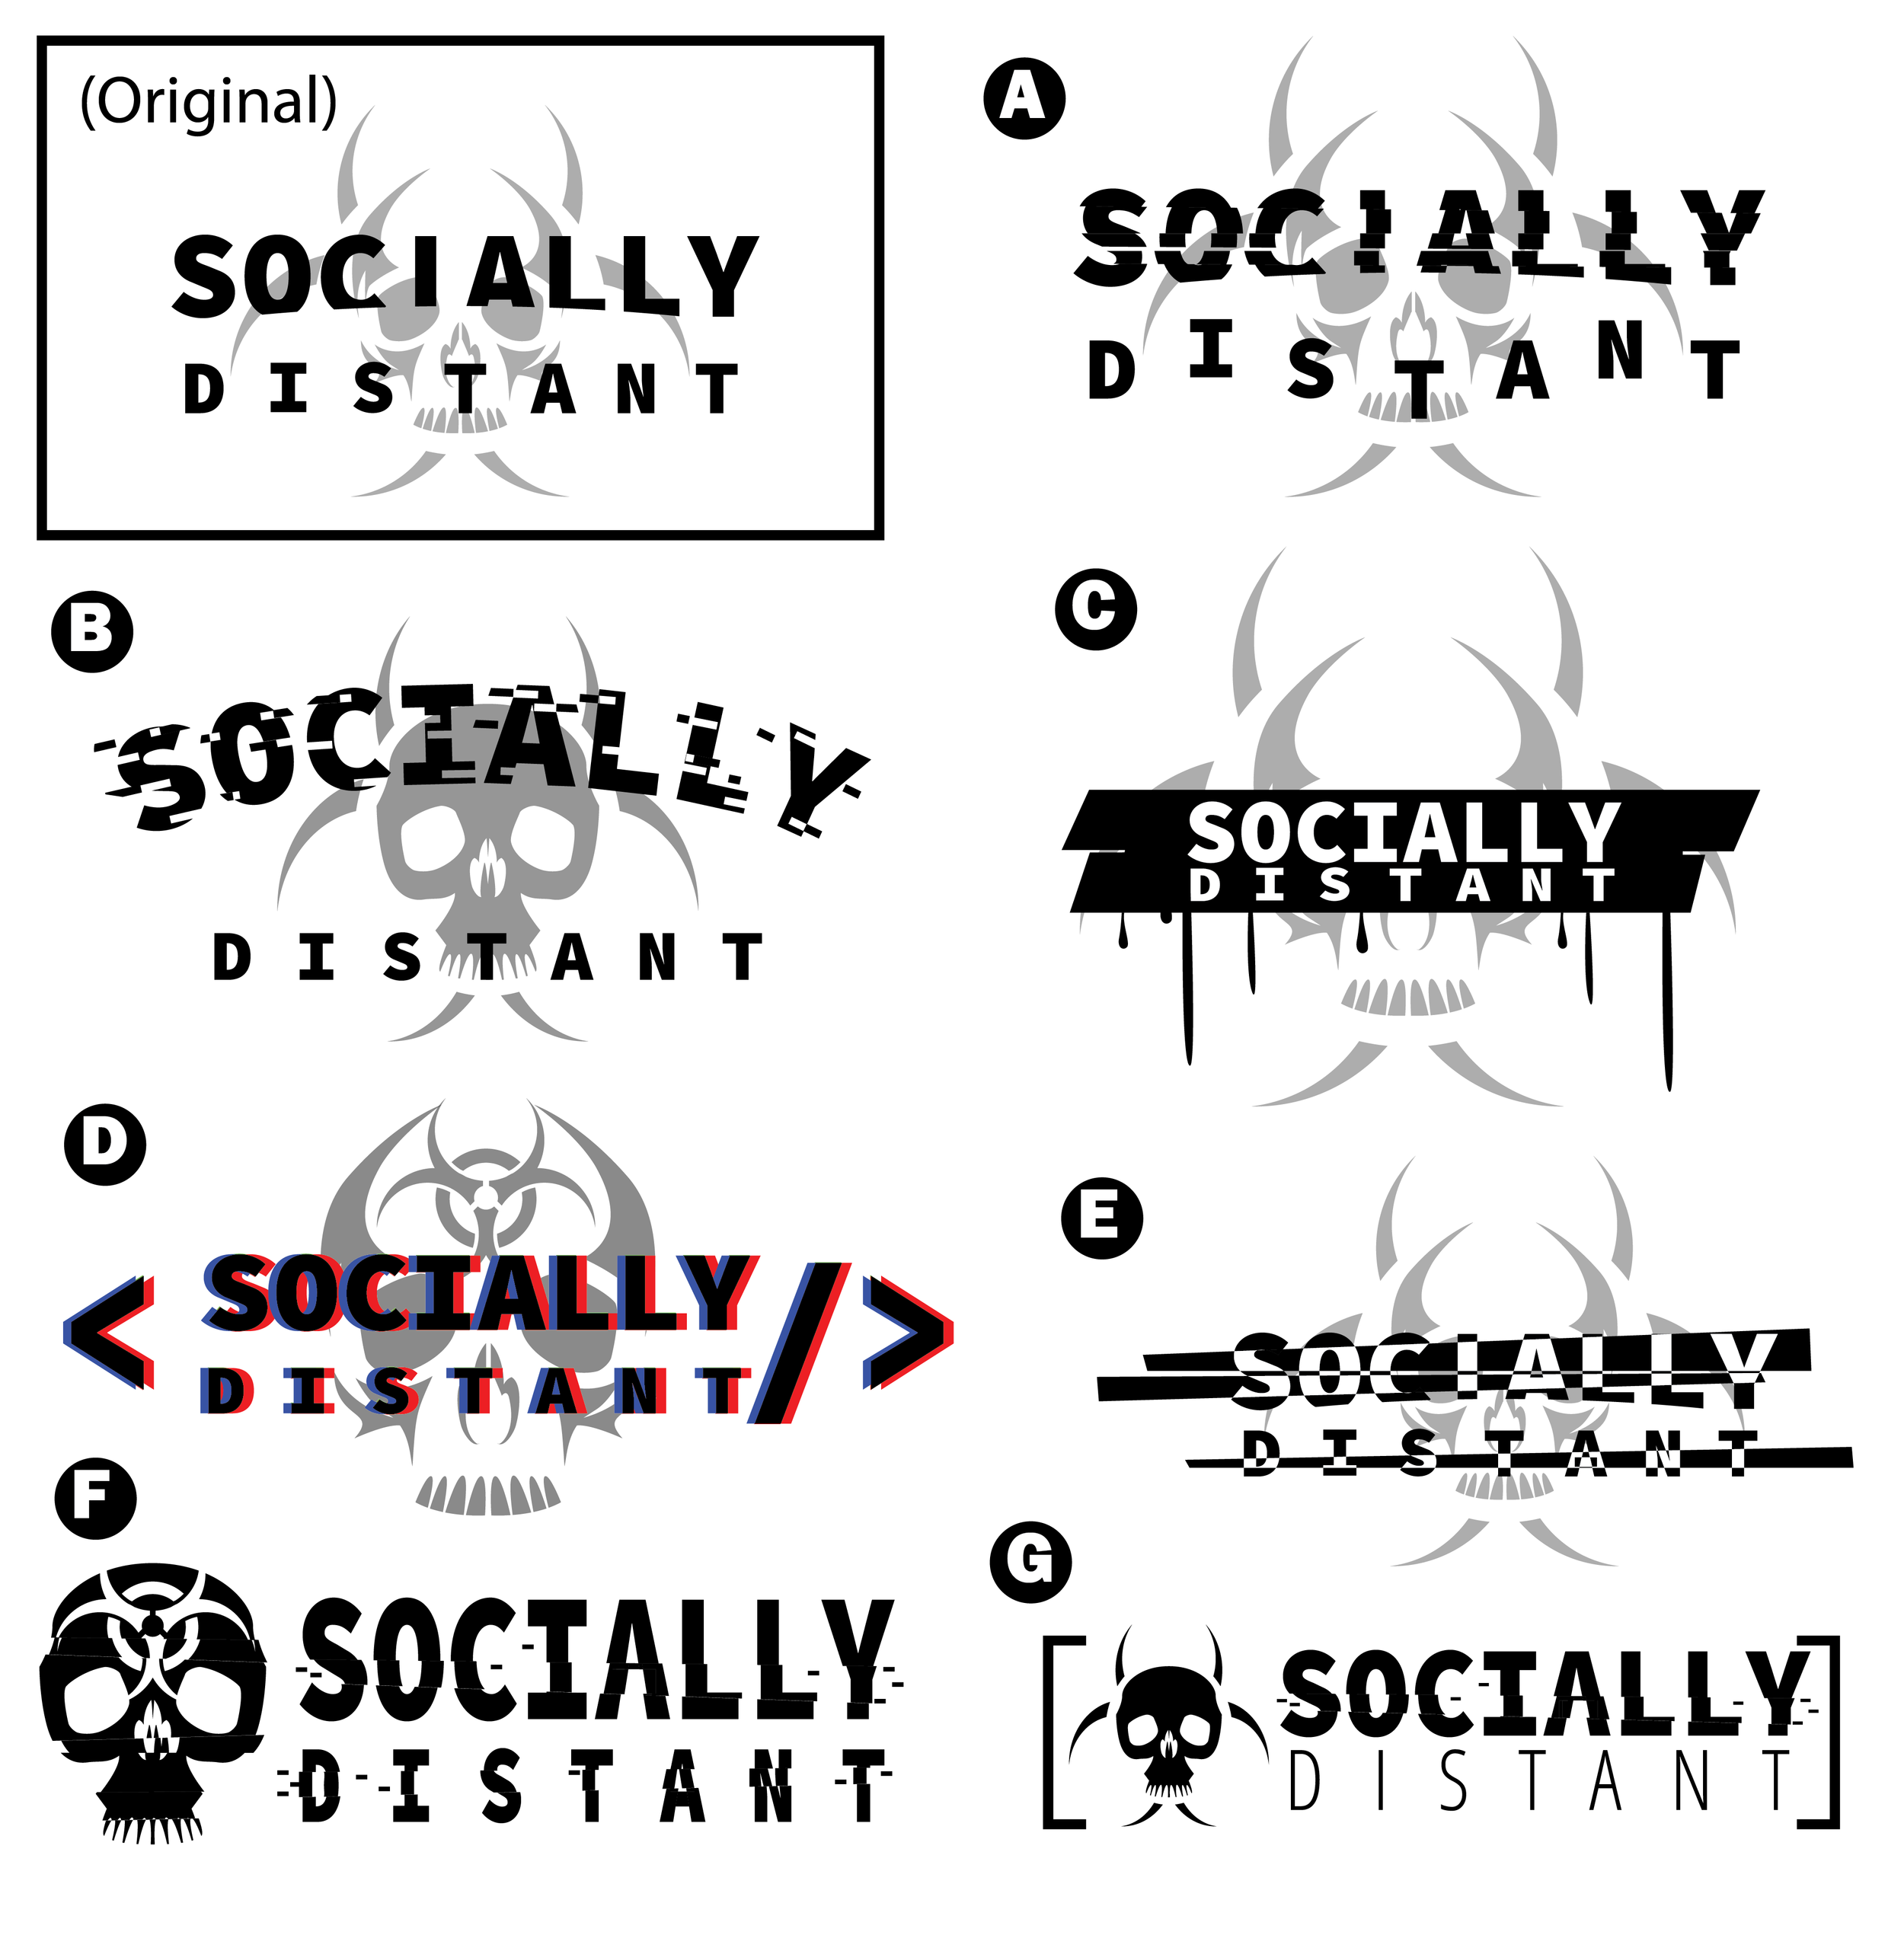 (Original)
SOCIALLY
DISTANT
A
SOCIALLY
DISTANT
B
SOCIALLY
DISTANT
C
SOCIALLY
DISTANT
D
< SOCIALLY
DISTANT />
E
SOCIALLY
DISTANT
F
SOCIALLY
DISTANT
G
[ SOCIALLY
DISTANT ]